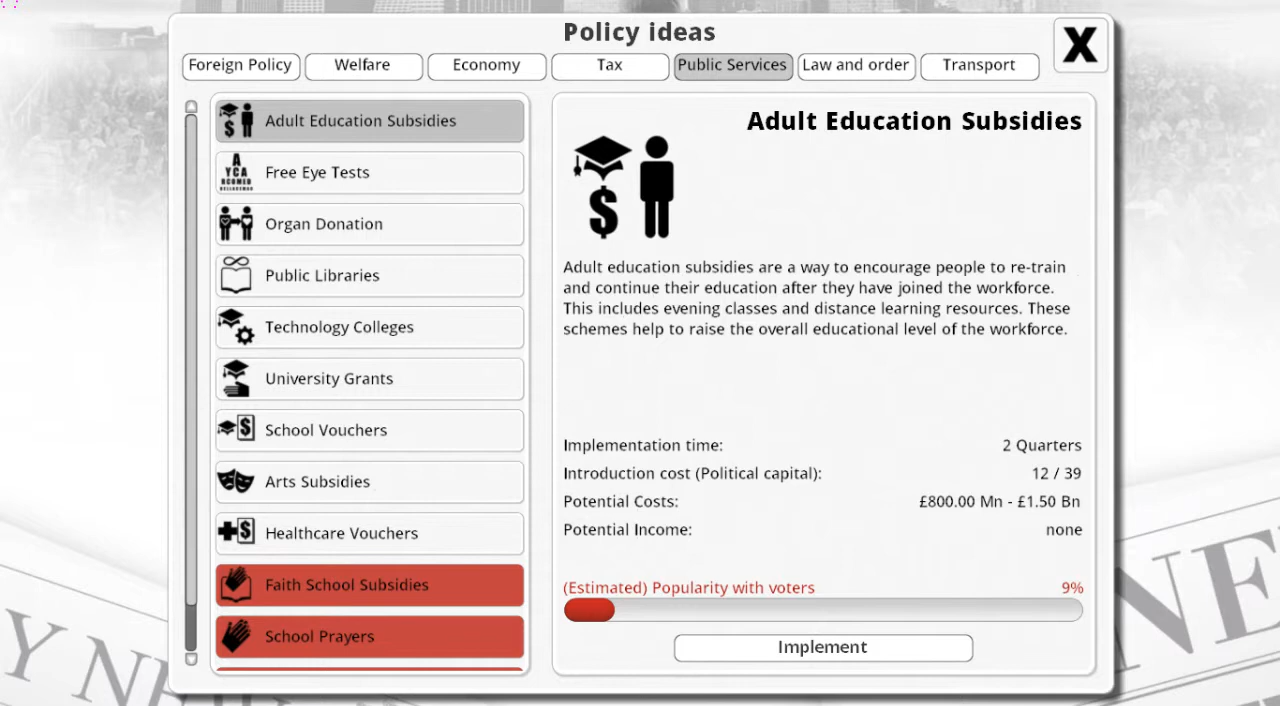 Policy ideas
X
Foreign Policy
Welfare
Economy
Tax
Public Services
Law and order
Transport
Adult Education Subsidies
Free Eye Tests
Organ Donation
Public Libraries
Technology Colleges
University Grants
School Vouchers
Arts Subsidies
Healthcare Vouchers
Faith School Subsidies
School Prayers
Adult Education Subsidies
Adult education subsidies are a way to encourage people to re-train
and continue their education after they have joined the workforce.
This includes evening classes and distance learning resources. These
schemes help to raise the overall educational level of the workforce.
Implementation time: 2 Quarters
Introduction cost (Political capital): 12 / 39
Potential Costs: £800.00 Mn - £1.50 Bn
Potential Income: none
(Estimated) Popularity with voters 9%
Implement